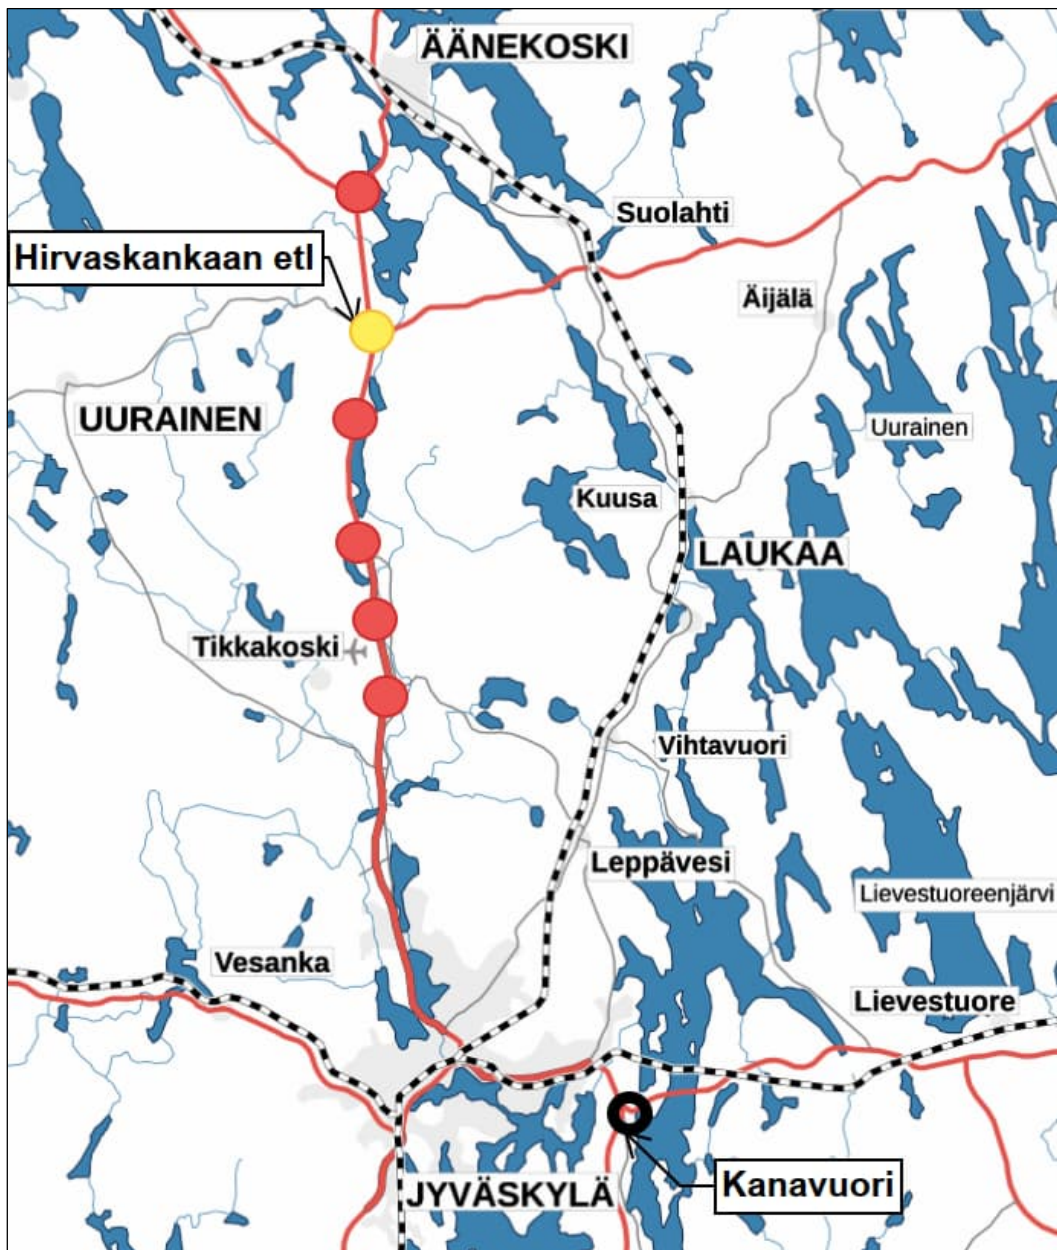 ÄÄNEKOSKI
Suolahti
Hirvaskankaan etl
Äijälä
UURAINEN
Uurainen
Kuusa
LAUKAA
Tikkakoski
Vihtavuori
Leppävesi
Lievestuoreenjärvi
Vesanka
Lievestuore
Kanavuori
JYVÄSKYLÄ